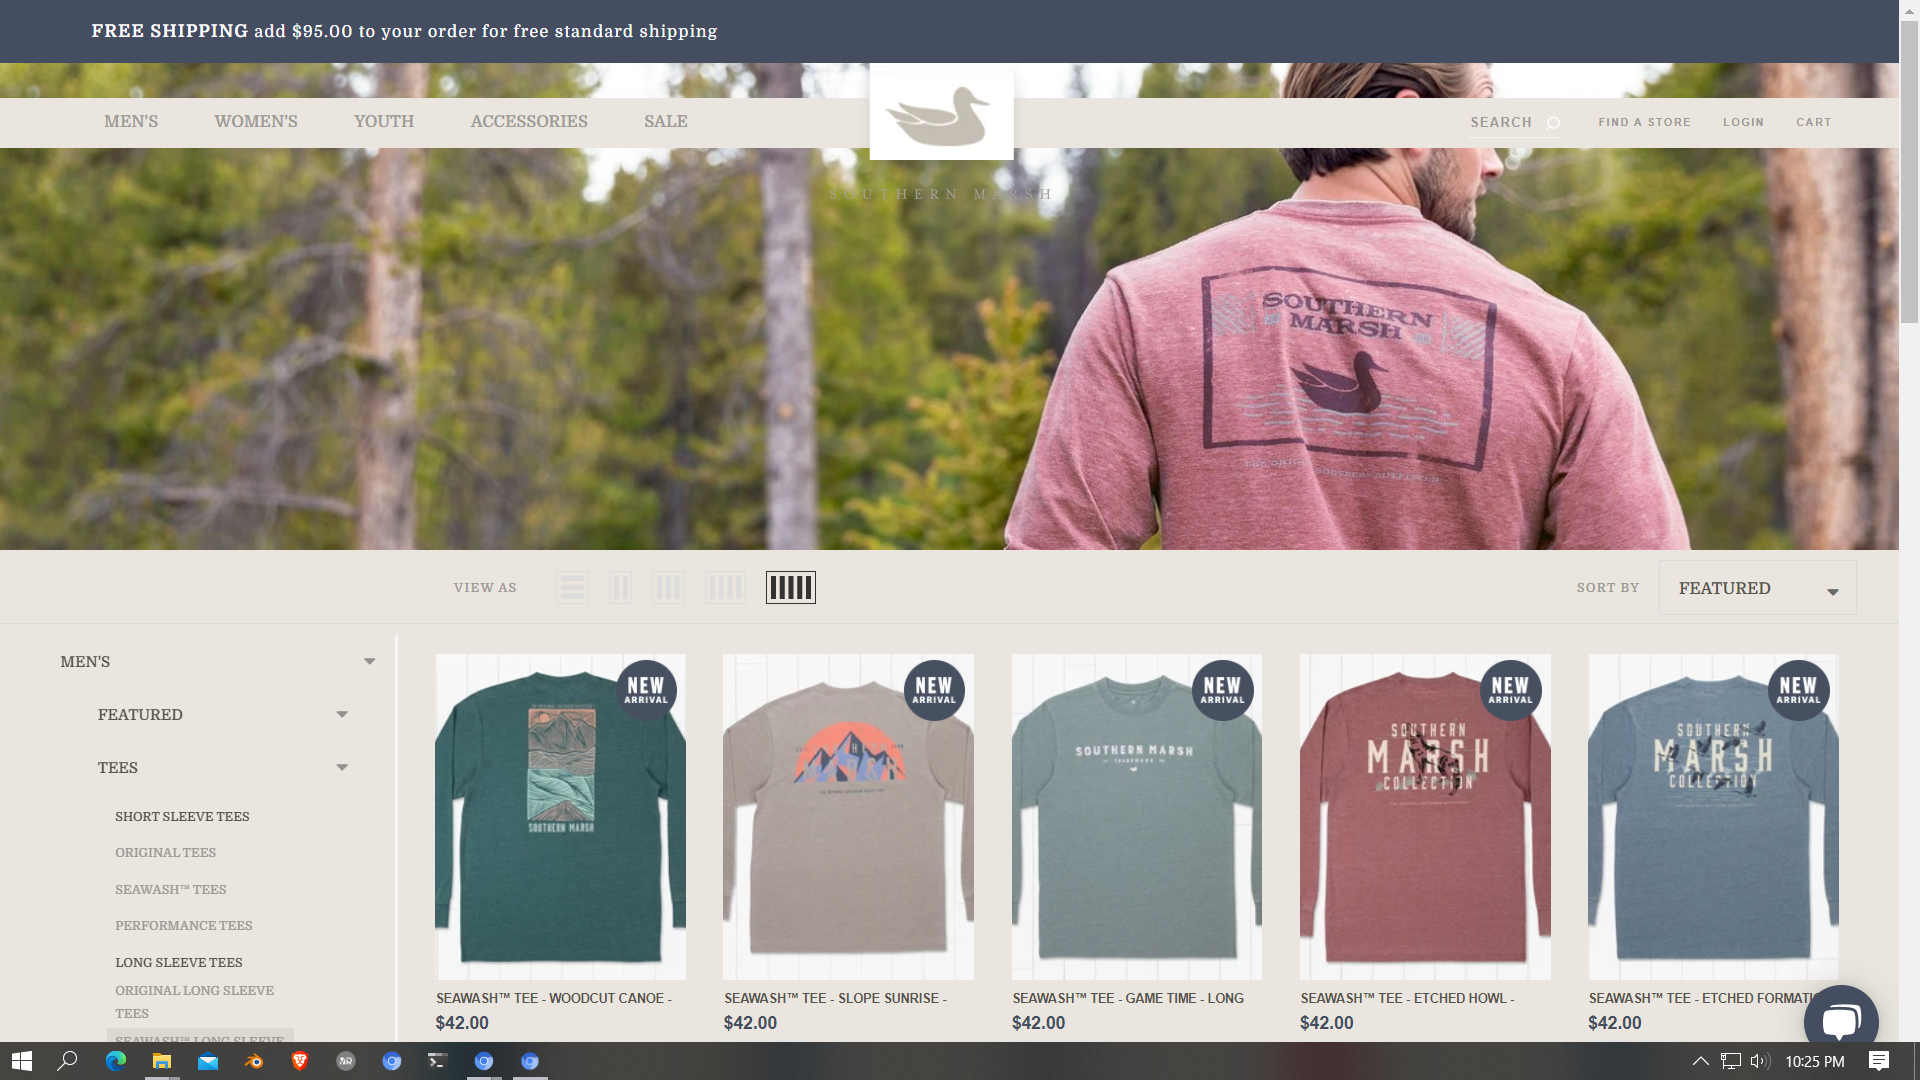 FREE SHIPPING add $95.00 to your order for free standard shipping
MEN'S WOMEN'S YOUTH ACCESSORIES SALE
SEARCH FIND A STORE LOGIN CART
SOUTHERN MARSH
SOUTHERN
MARSH
VIEW AS
SORT BY FEATURED
MEN'S
FEATURED
TEES
SHORT SLEEVE TEES
ORIGINAL TEES
SEAWASH™ TEES
PERFORMANCE TEES
LONG SLEEVE TEES
ORIGINAL LONG SLEEVE
TEES
SEAWASH™ LONG SLEEVE
NEW
ARRIVAL
SOUTHERN MARSH
SEAWASH™ TEE - WOODCUT CANOE -
$42.00
NEW
ARRIVAL
SEAWASH™ TEE - SLOPE SUNRISE -
$42.00
NEW
ARRIVAL
SOUTHERN MARSH
TRADEMARK
SEAWASH™ TEE - GAME TIME - LONG
$42.00
NEW
ARRIVAL
SOUTHERN
MARSH
COLLECTION
SEAWASH™ TEE - ETCHED HOWL -
$42.00
NEW
ARRIVAL
SOUTHERN
MARSH
COLLECTION
SEAWASH™ TEE - ETCHED FORMATIO
$42.00
10:25 PM